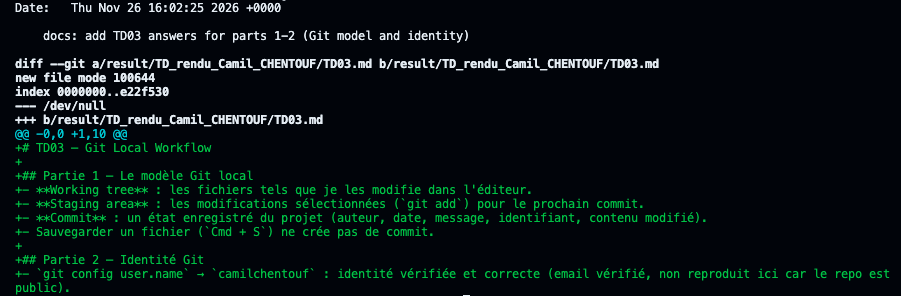 Date:   Thu Nov 26 16:02:25 2026 +0000
docs: add TD03 answers for parts 1-2 (Git model and identity)
diff --git a/result/TD_rendu_Camil_CHENTOUF/TD03.md b/result/TD_rendu_Camil_CHENTOUF/TD03.md
new file mode 100644
index 0000000..e22f530
--- /dev/null
+++ b/result/TD_rendu_Camil_CHENTOUF/TD03.md
@@ -0,0 +1,10 @@
+# TD03 — Git Local Workflow
+
+## Partie 1 — Le modèle Git local
+- **Working tree** : les fichiers tels que je les modifie dans l'éditeur.
+- **Staging area** : les modifications sélectionnées (`git add`) pour le prochain commit.
+- **Commit** : un état enregistré du projet (auteur, date, message, identifiant, contenu modifié).
+- Sauvegarder un fichier (`Cmd + S`) ne crée pas de commit.
+
+## Partie 2 — Identité Git
+- `git config user.name` → `camilchentouf` : identité vérifiée et correcte (email vérifié, non reproduit ici car le repo est
public).